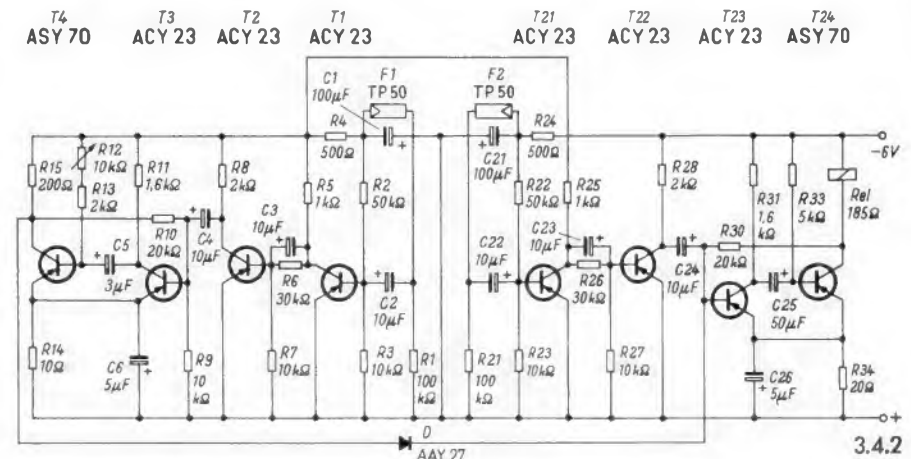 T4 T3 T2 T1 T21 T22 T23 T24
ASY 70 ACY 23 ACY 23 ACY 23 ACY 23 ACY 23 ACY 23 ASY 70
C1
100µF
F1
TP 50
F2
TP 50
R4
500Ω
C21
100µF
R24
500Ω
−6V
R15
200Ω
R12
10kΩ
R13
2kΩ
R11
1,6kΩ
R8
2kΩ
R5
1kΩ
R2
50kΩ
R22
50kΩ
R25
1kΩ
R28
2kΩ
R31
1,6
kΩ
R33
5kΩ
Rel
185Ω
C5
3µF
R10
20kΩ
C4
10µF
C3
10µF
R6
30kΩ
C2
10µF
C22
10µF
C23
10µF
R26
30kΩ
C24
10µF
R30
20kΩ
C25
50µF
R14
10Ω
C6
5µF
R9
10
kΩ
R7
10kΩ
R3
10kΩ
R1
100
kΩ
R21
100
kΩ
R23
10kΩ
R27
10kΩ
C26
5µF
R34
20Ω
+
D
AAY 27
3.4.2